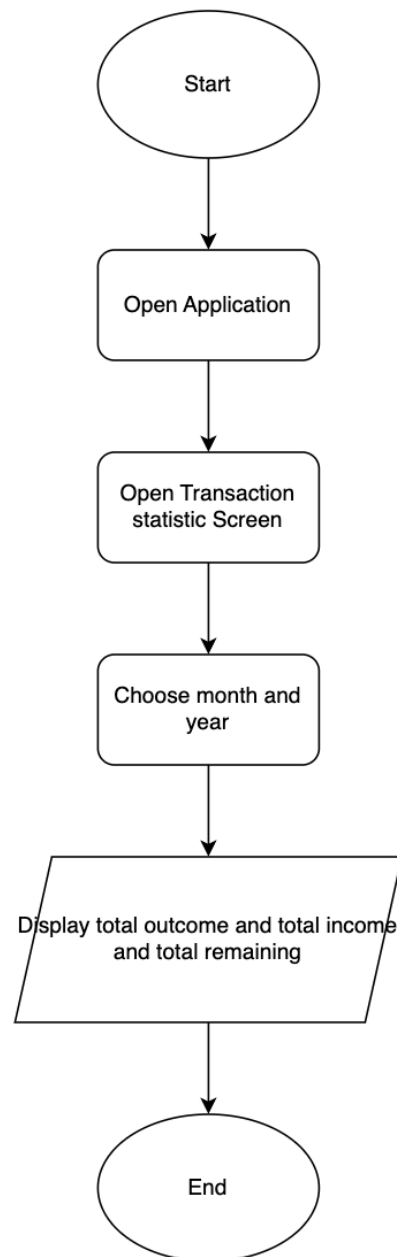 Start
Open Application
Open Transaction
statistic Screen
Choose month and
year
Display total outcome and total income
and total remaining
End